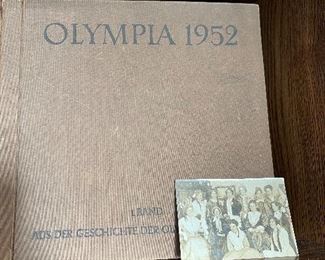 OLYMPIA 1952
I. BAND
AUS DER GESCHICHTE DER